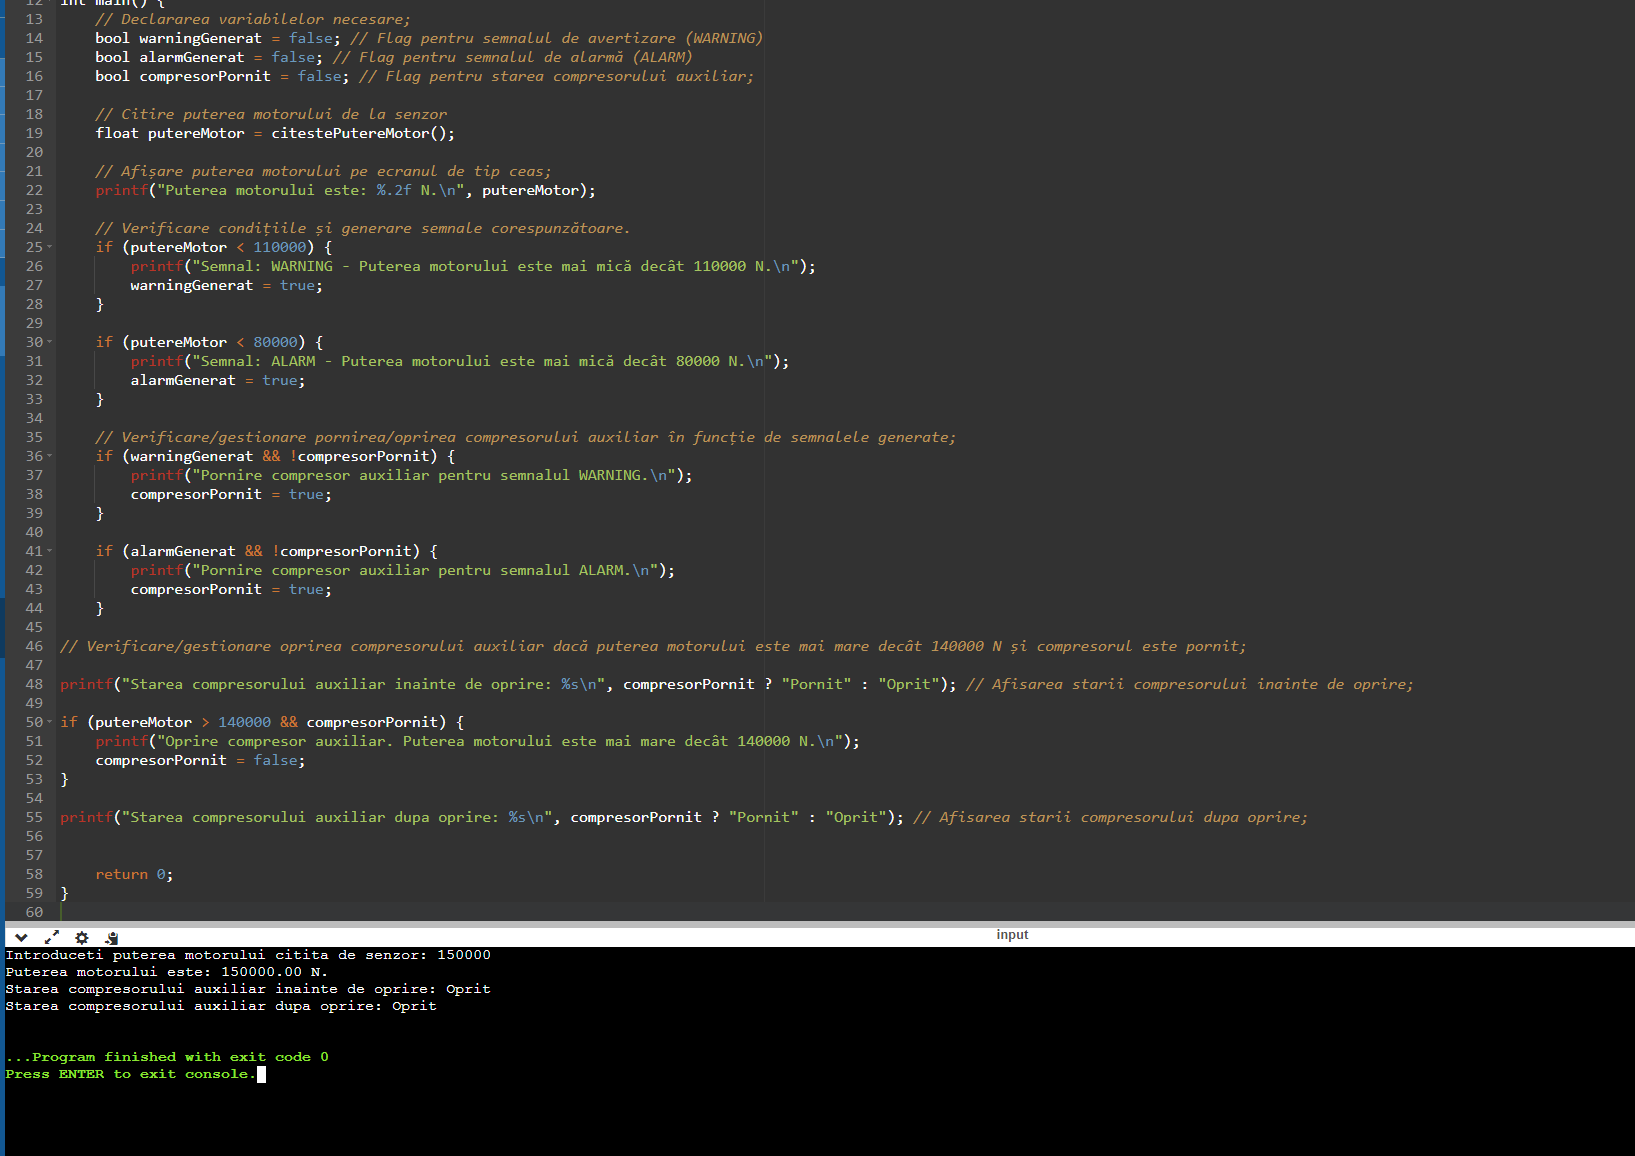 12 int main() {
13 // Declararea variabilelor necesare;
14 bool warningGenerat = false; // Flag pentru semnalul de avertizare (WARNING)
15 bool alarmGenerat = false; // Flag pentru semnalul de alarmă (ALARM)
16 bool compresorPornit = false; // Flag pentru starea compresorului auxiliar;
17
18 // Citire puterea motorului de la senzor
19 float putereMotor = citestePutereMotor();
20
21 // Afișare puterea motorului pe ecranul de tip ceas;
22 printf("Puterea motorului este: %.2f N.\n", putereMotor);
23
24 // Verificare condițiile și generare semnale corespunzătoare.
25 if (putereMotor < 110000) {
26 printf("Semnal: WARNING - Puterea motorului este mai mică decât 110000 N.\n");
27 warningGenerat = true;
28 }
29
30 if (putereMotor < 80000) {
31 printf("Semnal: ALARM - Puterea motorului este mai mică decât 80000 N.\n");
32 alarmGenerat = true;
33 }
34
35 // Verificare/gestionare pornirea/oprirea compresorului auxiliar în funcție de semnalele generate;
36 if (warningGenerat && !compresorPornit) {
37 printf("Pornire compresor auxiliar pentru semnalul WARNING.\n");
38 compresorPornit = true;
39 }
40
41 if (alarmGenerat && !compresorPornit) {
42 printf("Pornire compresor auxiliar pentru semnalul ALARM.\n");
43 compresorPornit = true;
44 }
45
46 // Verificare/gestionare oprirea compresorului auxiliar dacă puterea motorului este mai mare decât 140000 N și compresorul este pornit;
47
48 printf("Starea compresorului auxiliar inainte de oprire: %s\n", compresorPornit ? "Pornit" : "Oprit"); // Afisarea starii compresorului inainte de oprire;
49
50 if (putereMotor > 140000 && compresorPornit) {
51 printf("Oprire compresor auxiliar. Puterea motorului este mai mare decât 140000 N.\n");
52 compresorPornit = false;
53 }
54
55 printf("Starea compresorului auxiliar dupa oprire: %s\n", compresorPornit ? "Pornit" : "Oprit"); // Afisarea starii compresorului dupa oprire;
56
57
58 return 0;
59 }
60
input
Introduceti puterea motorului citita de senzor: 150000
Puterea motorului este: 150000.00 N.
Starea compresorului auxiliar inainte de oprire: Oprit
Starea compresorului auxiliar dupa oprire: Oprit
...Program finished with exit code 0
Press ENTER to exit console.